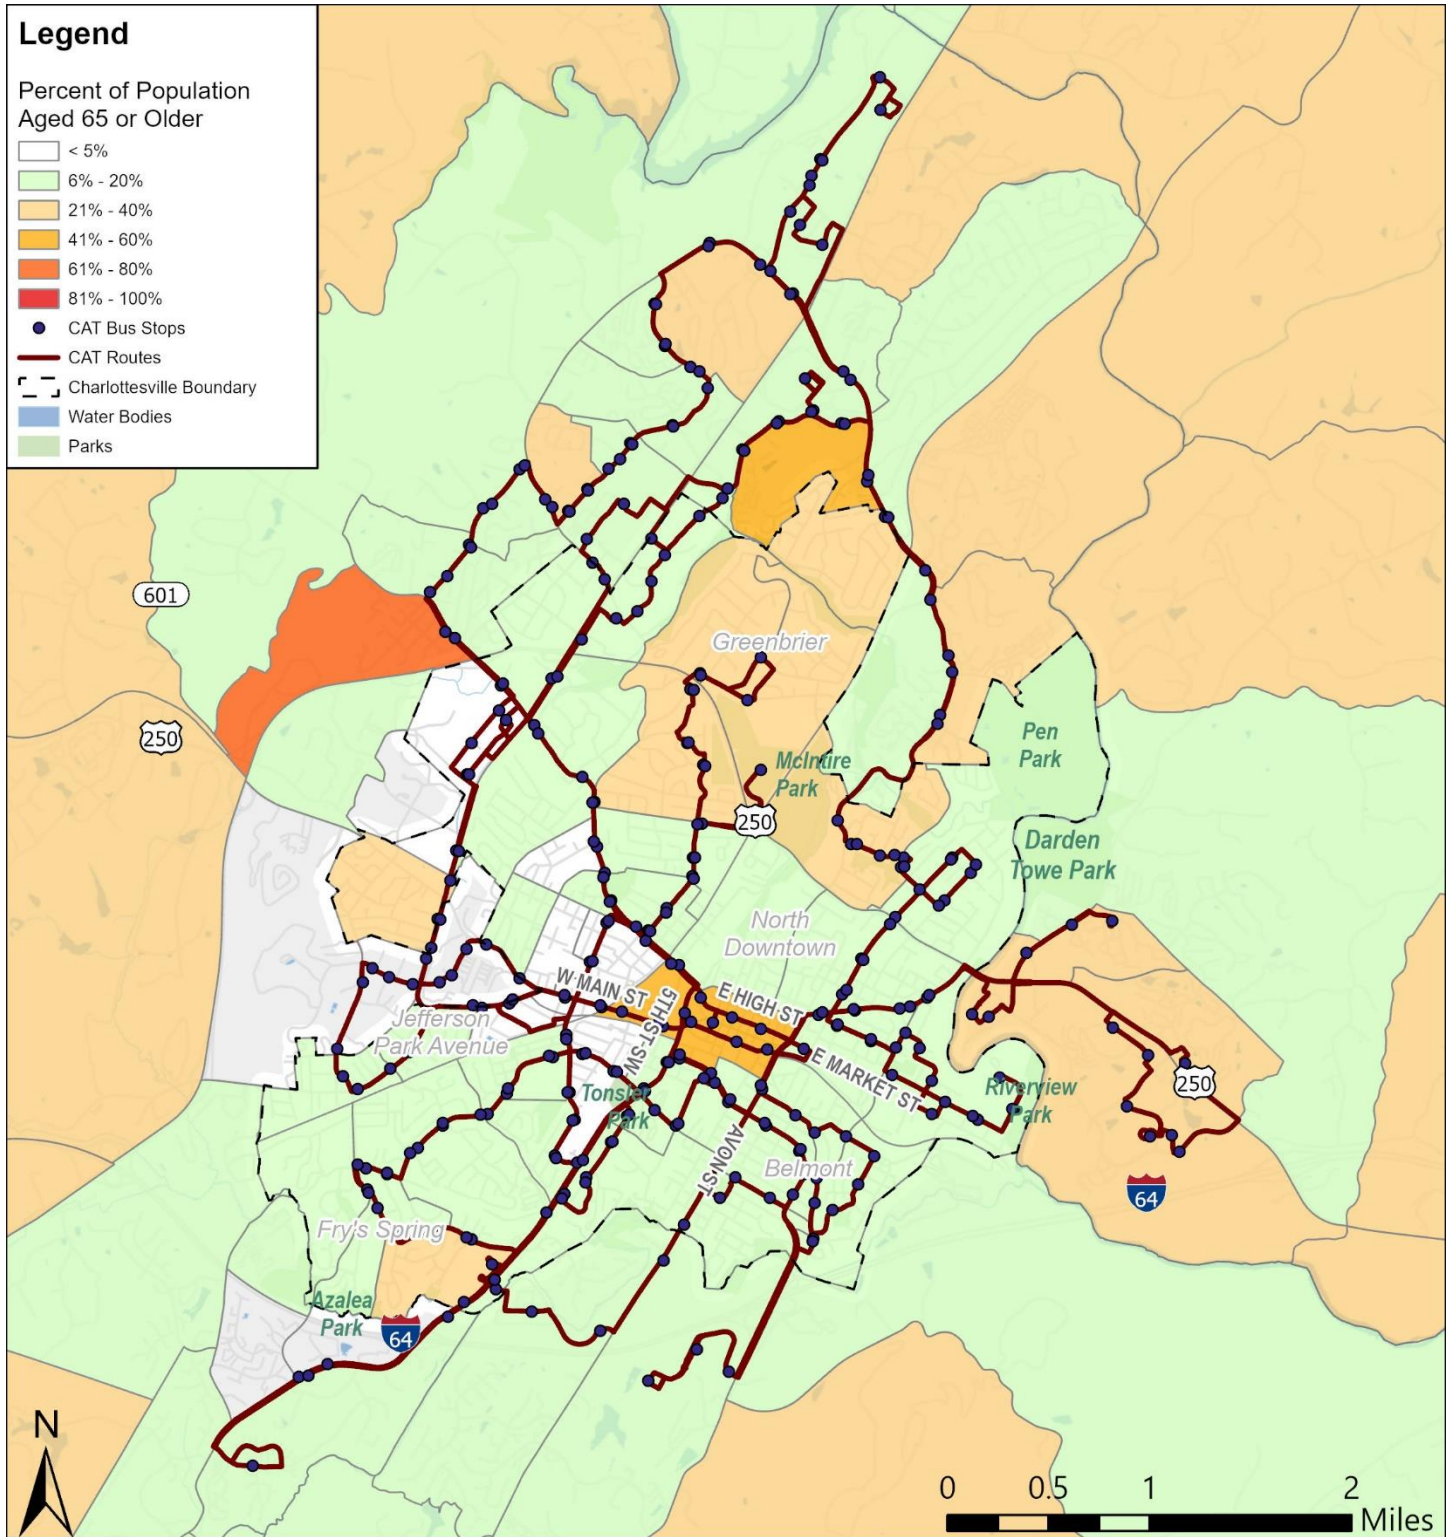 Legend
Percent of Population
Aged 65 or Older
< 5%
6% - 20%
21% - 40%
41% - 60%
61% - 80%
81% - 100%
CAT Bus Stops
CAT Routes
Charlottesville Boundary
Water Bodies
Parks
601
250
Greenbrier
Pen
Park
McIntire
Park
250
Darden
Towe Park
North
Downtown
W MAIN ST
5TH ST SW
E HIGH ST
Jefferson
Park Avenue
E MARKET ST
Tonsler
Park
Riverview
Park
250
AVON ST
Belmont
64
Fry's Spring
Azalea
Park
64
N
0 0.5 1 2
Miles